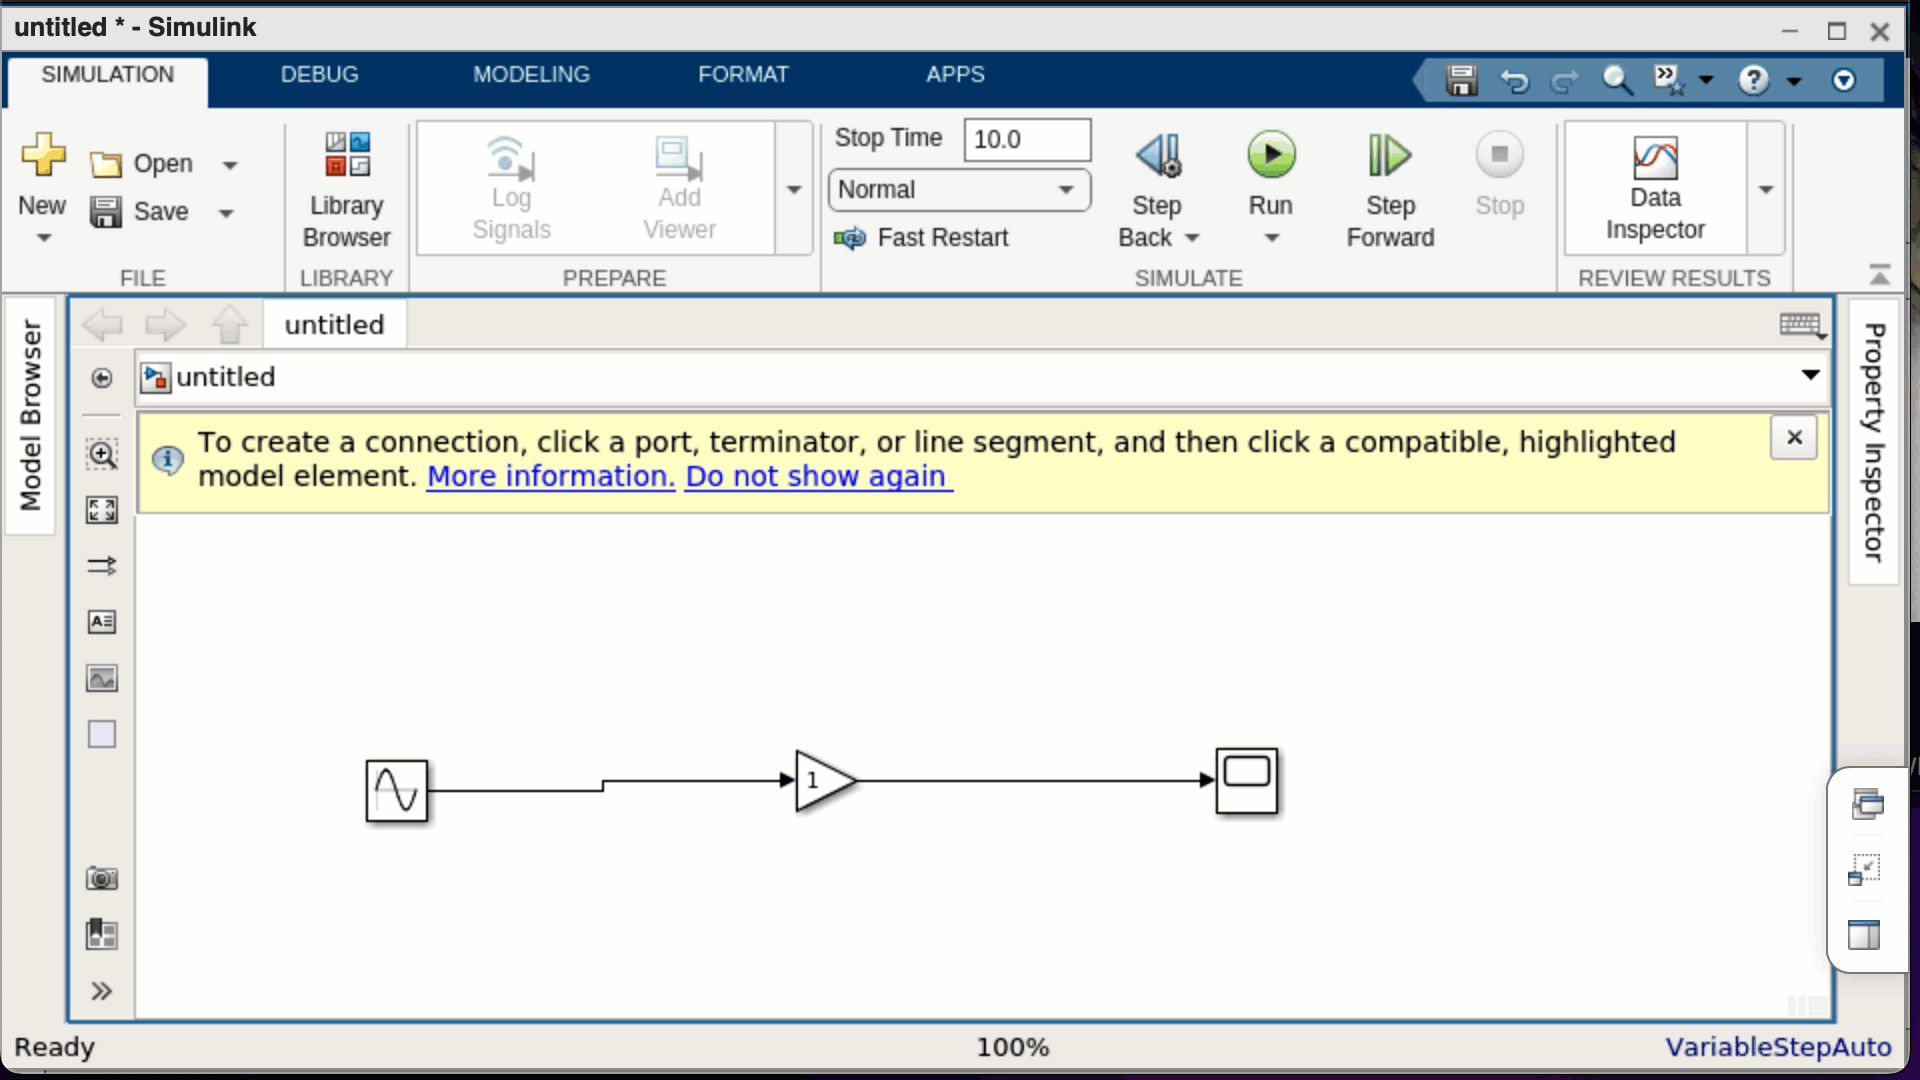 untitled * - Simulink
SIMULATION DEBUG MODELING FORMAT APPS
New
Open
Save
FILE
Library
Browser
LIBRARY
Log
Signals
Add
Viewer
PREPARE
Stop Time 10.0
Normal
Fast Restart
Step
Back
Run
Step
Forward
Stop
SIMULATE
Data
Inspector
REVIEW RESULTS
Model Browser
untitled
untitled
To create a connection, click a port, terminator, or line segment, and then click a compatible, highlighted
model element. More information. Do not show again
Property Inspector
1
Ready 100% VariableStepAuto